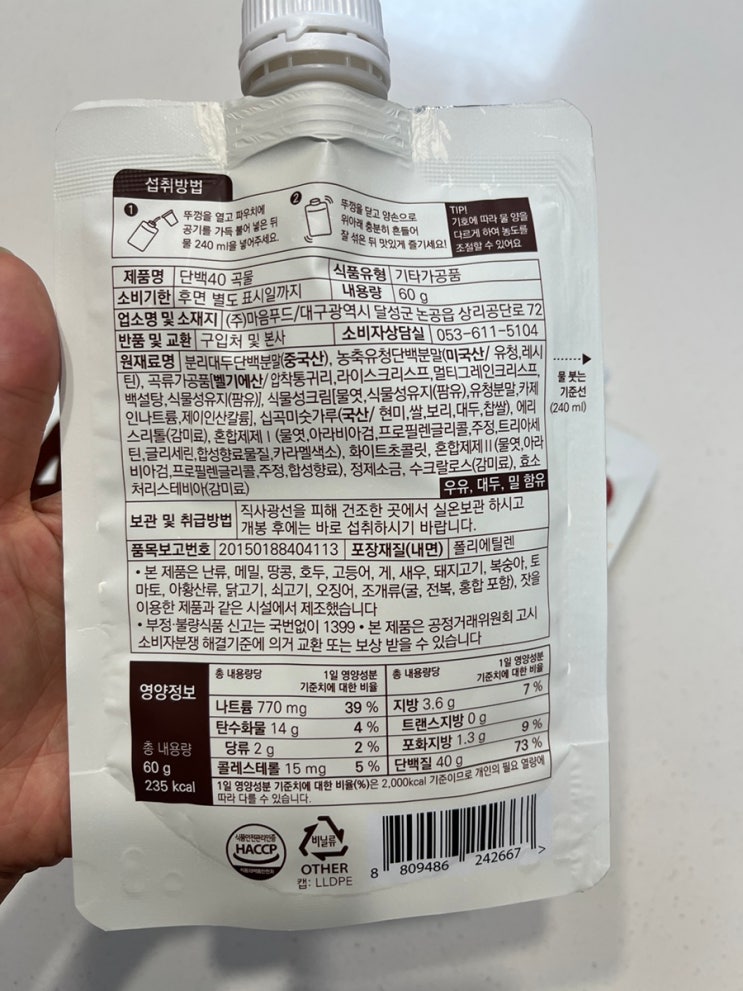 섭취방법
1 뚜껑을 열고 파우치에
공기를 가득 불어 넣은 뒤
물 240 ml을 넣어주세요.
2 뚜껑을 닫고 양손으로
위아래 충분히 흔들어
잘 섞은 뒤 맛있게 즐기세요!
TIP!
기호에 따라 물 양을
다르게 하여 농도를
조절할 수 있어요
제품명 단백40 곡물 식품유형 기타가공품
소비기한 후면 별도 표시일까지 내용량 60 g
업소명 및 소재지 (주)마음푸드/대구광역시 달성군 논공읍 상리공단로 72
반품 및 교환 구입처 및 본사 소비자상담실 053-611-5104
원재료명 분리대두단백분말(중국산), 농축유청단백분말(미국산/ 유청,레시
틴), 곡류가공품[벨기에산/ 압착통귀리,라이스크리스프,멀티그레인크리스프,
백설탕,식물성유지(팜유)], 식물성크림[물엿,식물성유지(팜유),유청분말,카제
인나트륨,제이인산칼륨], 십곡미숫가루(국산/ 현미,쌀,보리,대두,찹쌀), 에리
스리톨(감미료), 혼합제제 I (물엿,아라비아검,프로필렌글리콜,주정,트리아세
틴,글리세린,합성향료물질,카라멜색소), 화이트초콜릿, 혼합제제II(물엿,아라
비아검,프로필렌글리콜,주정,합성향료), 정제소금, 수크랄로스(감미료), 효소
처리스테비아(감미료)
우유, 대두, 밀 함유
물 붓는
기준선
(240 ml)
보관 및 취급방법 직사광선을 피해 건조한 곳에서 실온보관 하시고
개봉 후에는 바로 섭취하시기 바랍니다.
품목보고번호 20150188404113 포장재질(내면) 폴리에틸렌
• 본 제품은 난류, 메밀, 땅콩, 호두, 고등어, 게, 새우, 돼지고기, 복숭아, 토
마토, 아황산류, 닭고기, 쇠고기, 오징어, 조개류(굴, 전복, 홍합 포함), 잣을
이용한 제품과 같은 시설에서 제조했습니다
• 부정·불량식품 신고는 국번없이 1399 • 본 제품은 공정거래위원회 고시
소비자분쟁 해결기준에 의거 교환 또는 보상 받을 수 있습니다
영양정보
총 내용량
60 g
235 kcal
총 내용량당 1일 영양성분
기준치에 대한 비율
나트륨 770 mg 39 %
탄수화물 14 g 4 %
당류 2 g 2 %
콜레스테롤 15 mg 5 %
총 내용량당 1일 영양성분
기준치에 대한 비율
지방 3.6 g 7 %
트랜스지방 0 g
포화지방 1.3 g 9 %
단백질 40 g 73 %
1일 영양성분 기준치에 대한 비율(%)은 2,000kcal 기준이므로 개인의 필요 열량에
따라 다를 수 있습니다.
식품안전관리인증
HACCP
식품의약품안전처
비닐류
OTHER
캡: LLDPE
8 809486 242667 >